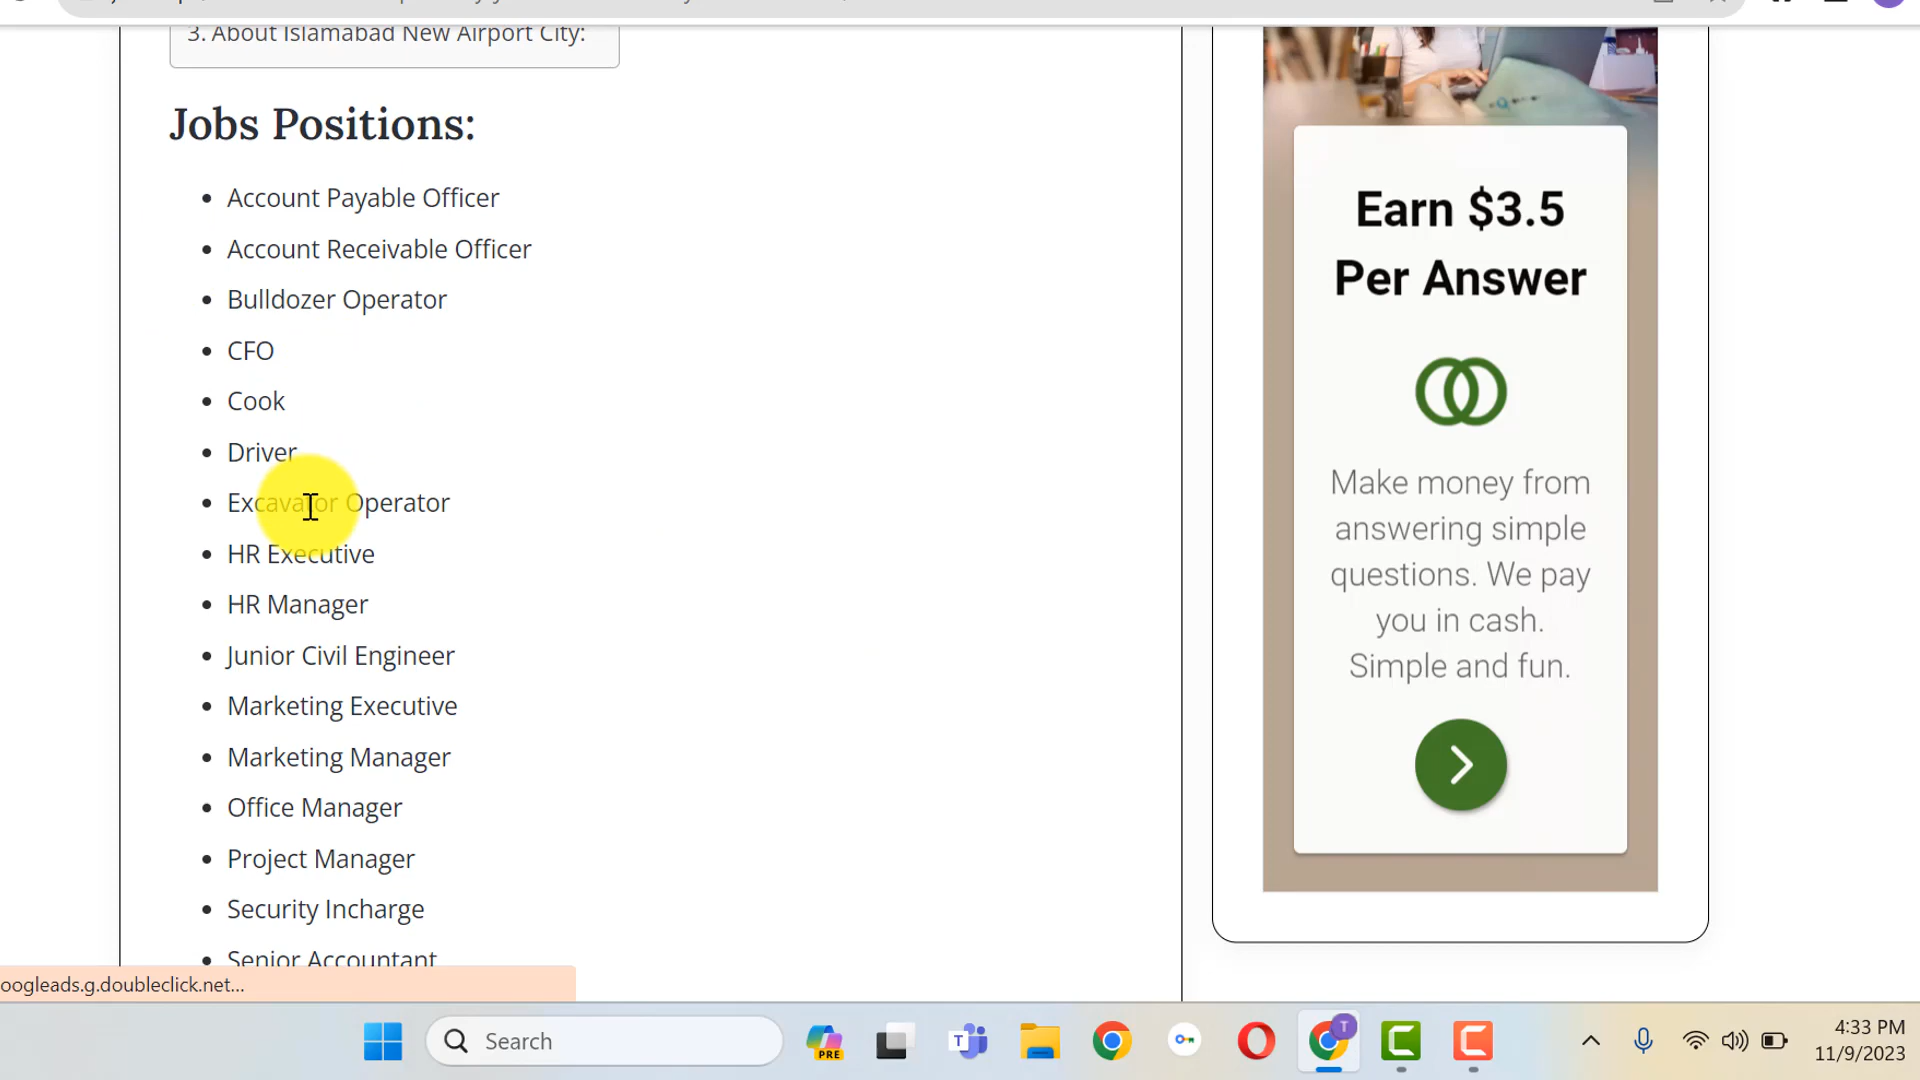 3. About Islamabad New Airport City:
Jobs Positions:
Account Payable Officer
Account Receivable Officer
Bulldozer Operator
CFO
Cook
Driver
Excavator Operator
HR Executive
HR Manager
Junior Civil Engineer
Marketing Executive
Marketing Manager
Office Manager
Project Manager
Security Incharge
Senior Accountant
Earn $3.5
Per Answer
Make money from
answering simple
questions. We pay
you in cash.
Simple and fun.
oogleads.g.doubleclick.net...
Search
PRE
T
T
4:33 PM
11/9/2023